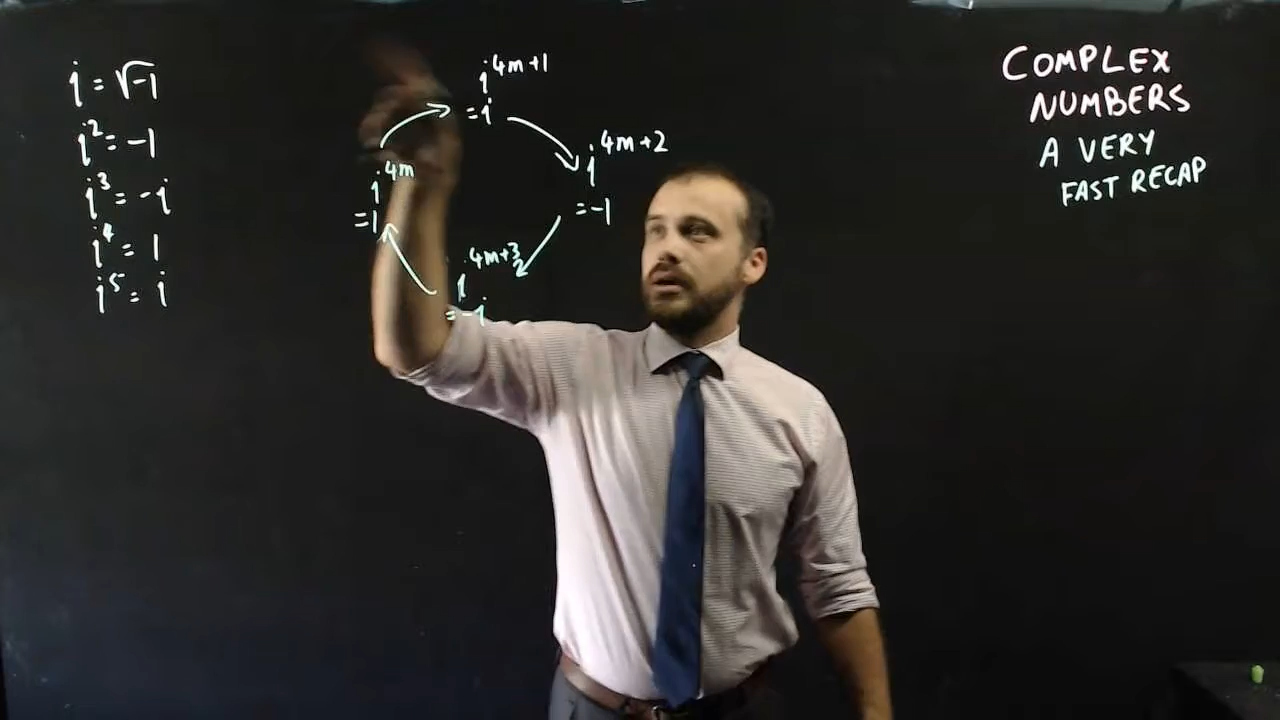 i = √-1
i² = -1
i³ = -i
i⁴ = 1
i⁵ = i
i^4m+1
= i
i^4m+2
= -1
i^4m+3
= -i
i^4m
= 1
COMPLEX
NUMBERS
A VERY
FAST RECAP